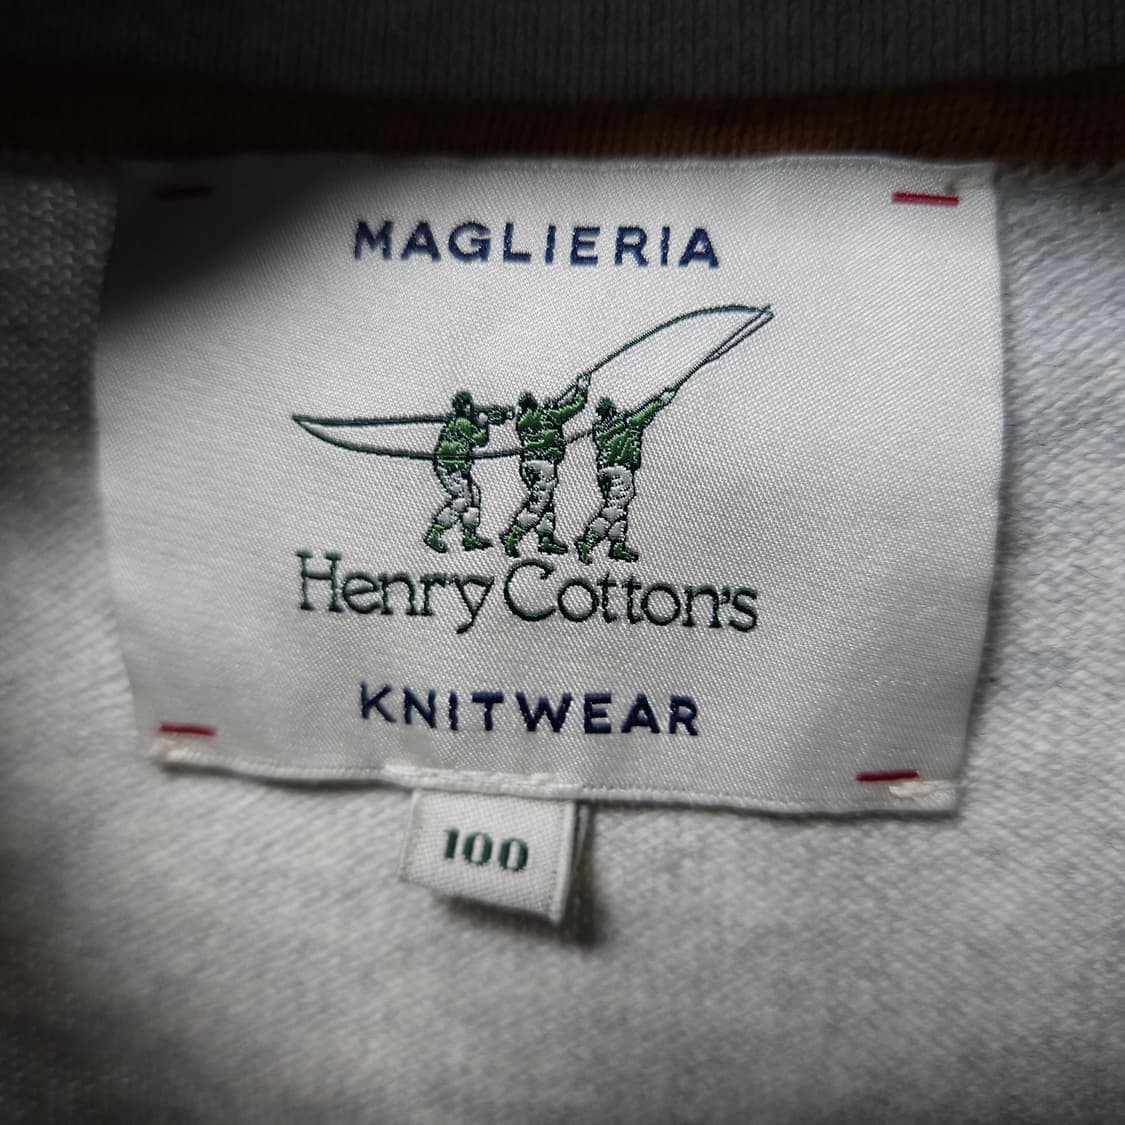 MAGLIERIA
Henry Cotton's
KNITWEAR
100